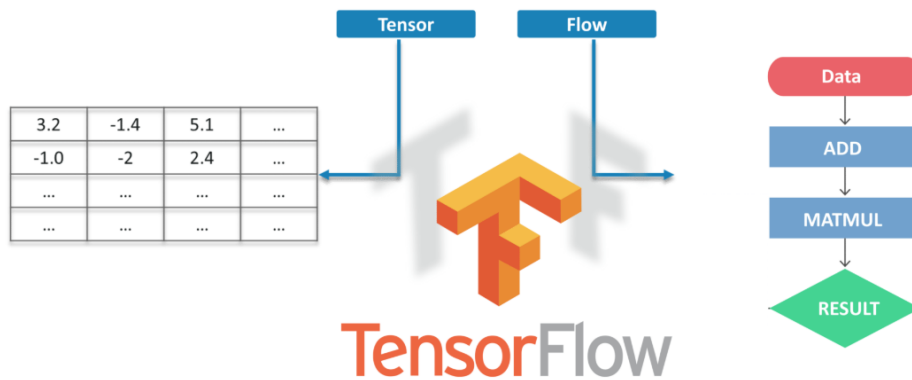 Tensor
Flow
3.2 -1.4 5.1 ...
-1.0 -2 2.4 ...
... ... ... ...
... ... ... ...
TensorFlow
Data
ADD
MATMUL
RESULT